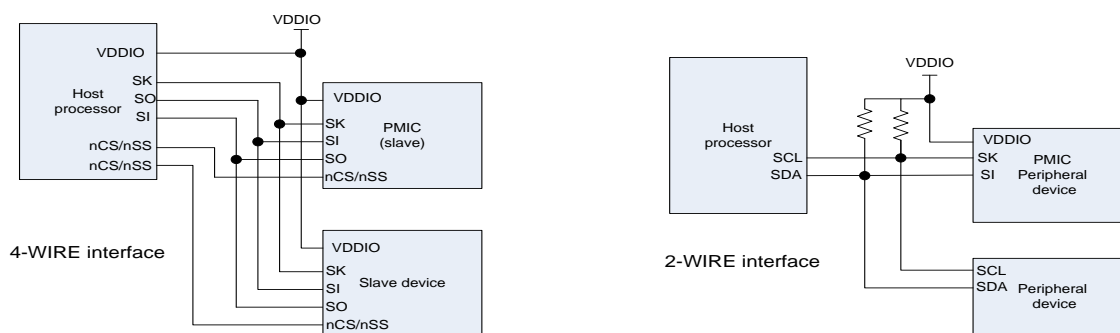 VDDIO
VDDIO
SK
SO
SI
Host
processor
nCS/nSS
nCS/nSS
VDDIO
SK
SI
SO
nCS/nSS
PMIC
(slave)
4-WIRE interface
VDDIO
SK
SI
SO
nCS/nSS
Slave device
VDDIO
Host
processor
SCL
SDA
VDDIO
SK
SI
PMIC
Peripheral
device
2-WIRE interface
SCL
SDA
Peripheral
device